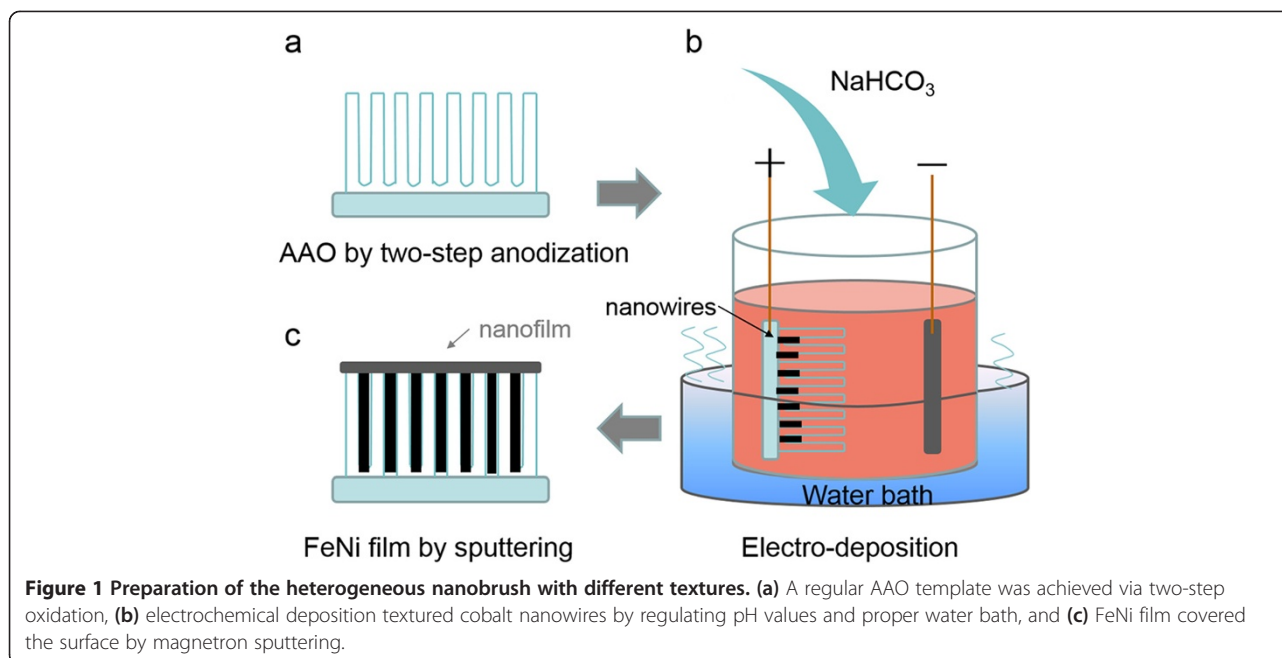 a
AAO by two-step anodization
b
NaHCO₃
+
−
nanowires
Water bath
Electro-deposition
c
nanofilm
FeNi film by sputtering
Figure 1 Preparation of the heterogeneous nanobrush with different textures. (a) A regular AAO template was achieved via two-step
oxidation, (b) electrochemical deposition textured cobalt nanowires by regulating pH values and proper water bath, and (c) FeNi film covered
the surface by magnetron sputtering.